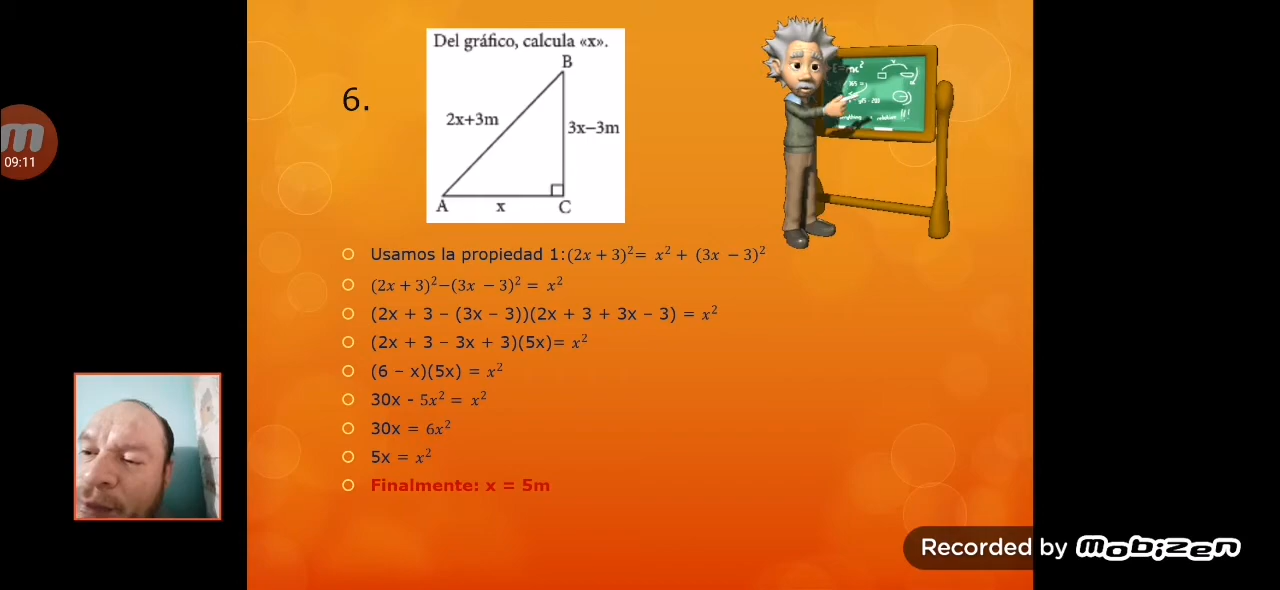 Del gráfico, calcula «x».
B
6.
2x+3m
3x−3m
A
x
C
E=mc²
m
09:11
Usamos la propiedad 1:(2x + 3)²= x² + (3x − 3)²
(2x + 3)²−(3x − 3)² = x²
(2x + 3 – (3x – 3))(2x + 3 + 3x – 3) = x²
(2x + 3 – 3x + 3)(5x)= x²
(6 – x)(5x) = x²
30x - 5x² = x²
30x = 6x²
5x = x²
Finalmente: x = 5m
Recorded by mobizen